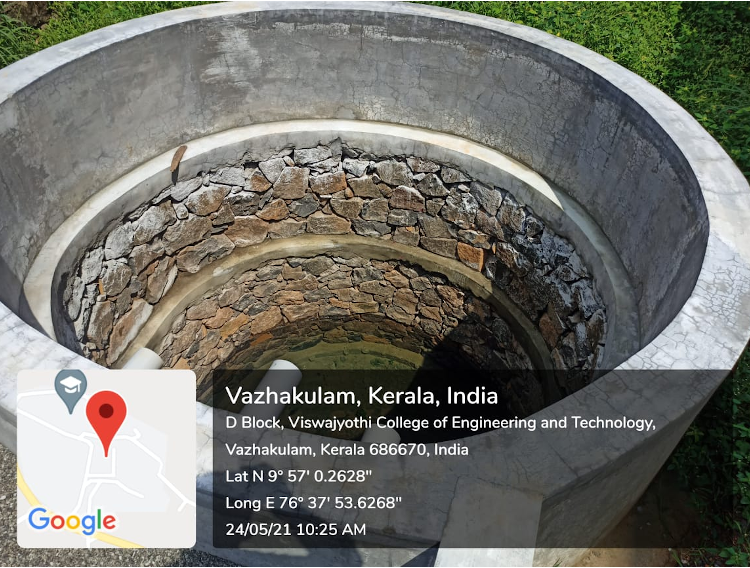 Vazhakulam, Kerala, India
D Block, Viswajyothi College of Engineering and Technology,
Vazhakulam, Kerala 686670, India
Lat N 9° 57' 0.2628"
Long E 76° 37' 53.6268"
24/05/21 10:25 AM
Google